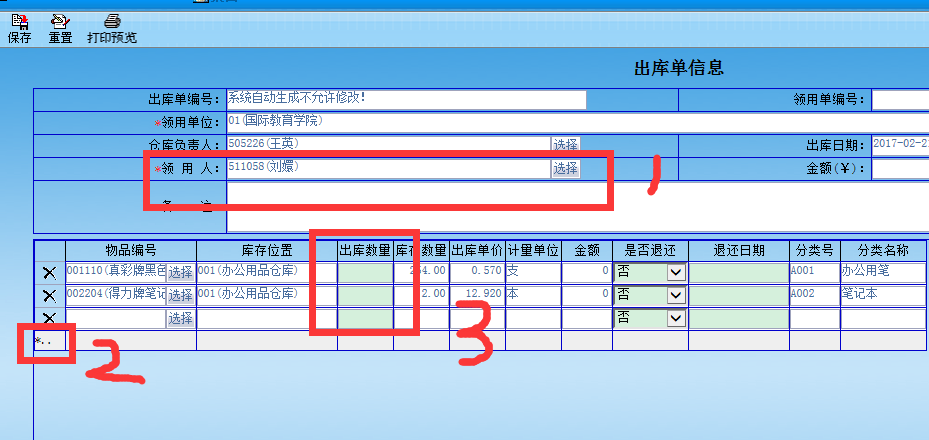 保存 重置 打印预览
出库单信息
出库单编号: 系统自动生成不允许修改! 领用单编号:
*领用单位: 01(国际教育学院)
仓库负责人: 505226(王英) 选择 出库日期: 2017-02-2
*领 用 人: 511058(刘嬛) 选择 金额(￥):
1
物品编号 库存位置 出库数量 库存数量 出库单价 计量单位 金额 是否退还 退还日期 分类号 分类名称
001110(真彩牌黑色 选择 001(办公用品仓库) 254.00 0.570 支 0 否 A001 办公用笔
002204(得力牌笔记 选择 001(办公用品仓库) 2.00 12.920 本 0 否 A002 笔记本
选择 否
*..
2
3